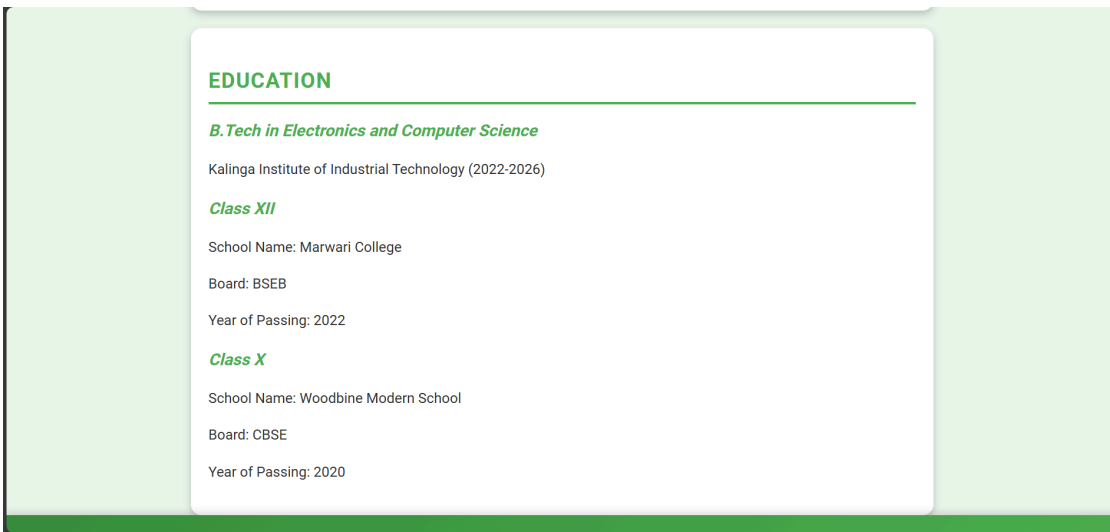 EDUCATION
B.Tech in Electronics and Computer Science
Kalinga Institute of Industrial Technology (2022-2026)
Class XII
School Name: Marwari College
Board: BSEB
Year of Passing: 2022
Class X
School Name: Woodbine Modern School
Board: CBSE
Year of Passing: 2020